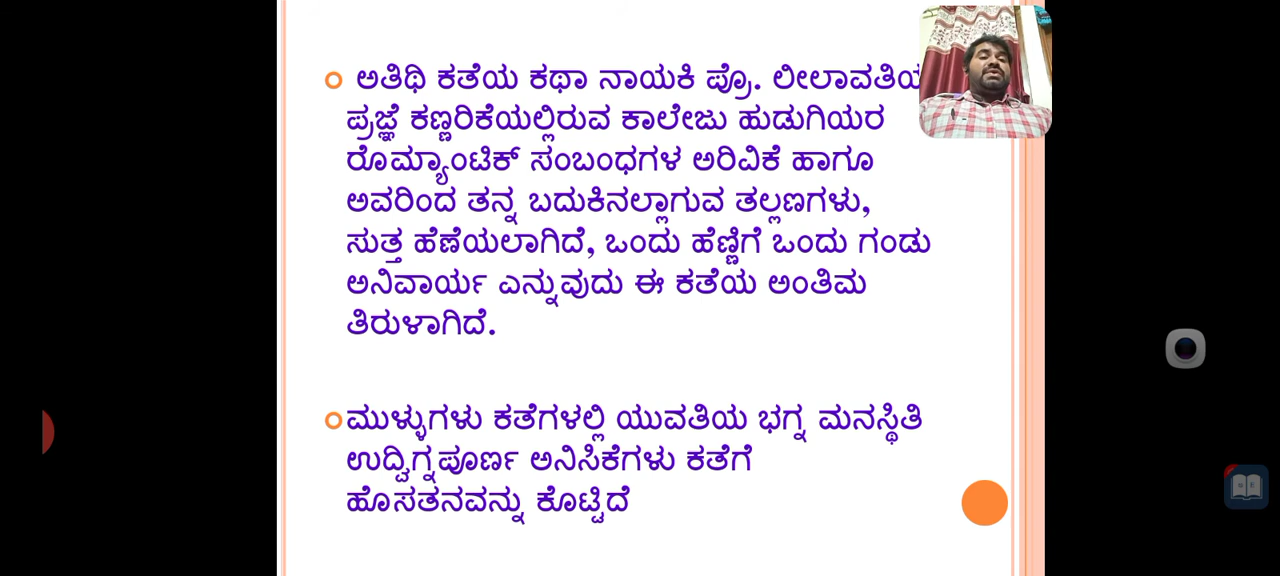 ಅತಿಥಿ ಕತೆಯ ಕಥಾ ನಾಯಕಿ ಪ್ರೊ. ಲೀಲಾವತಿಯ
ಪ್ರಜ್ಞೆ ಕಣ್ಣರಿಕೆಯಲ್ಲಿರುವ ಕಾಲೇಜು ಹುಡುಗಿಯರ
ರೊಮ್ಯಾಂಟಿಕ್ ಸಂಬಂಧಗಳ ಅರಿವಿಕೆ ಹಾಗೂ
ಅವರಿಂದ ತನ್ನ ಬದುಕಿನಲ್ಲಾಗುವ ತಲ್ಲಣಗಳು,
ಸುತ್ತ ಹೆಣೆಯಲಾಗಿದೆ, ಒಂದು ಹೆಣ್ಣಿಗೆ ಒಂದು ಗಂಡು
ಅನಿವಾರ್ಯ ಎನ್ನುವುದು ಈ ಕತೆಯ ಅಂತಿಮ
ತಿರುಳಾಗಿದೆ.
ಮುಳ್ಳುಗಳು ಕತೆಗಳಲ್ಲಿ ಯುವತಿಯ ಭಗ್ನ ಮನಸ್ಥಿತಿ
ಉದ್ವಿಗ್ನಪೂರ್ಣ ಅನಿಸಿಕೆಗಳು ಕತೆಗೆ
ಹೊಸತನವನ್ನು ಕೊಟ್ಟಿದೆ